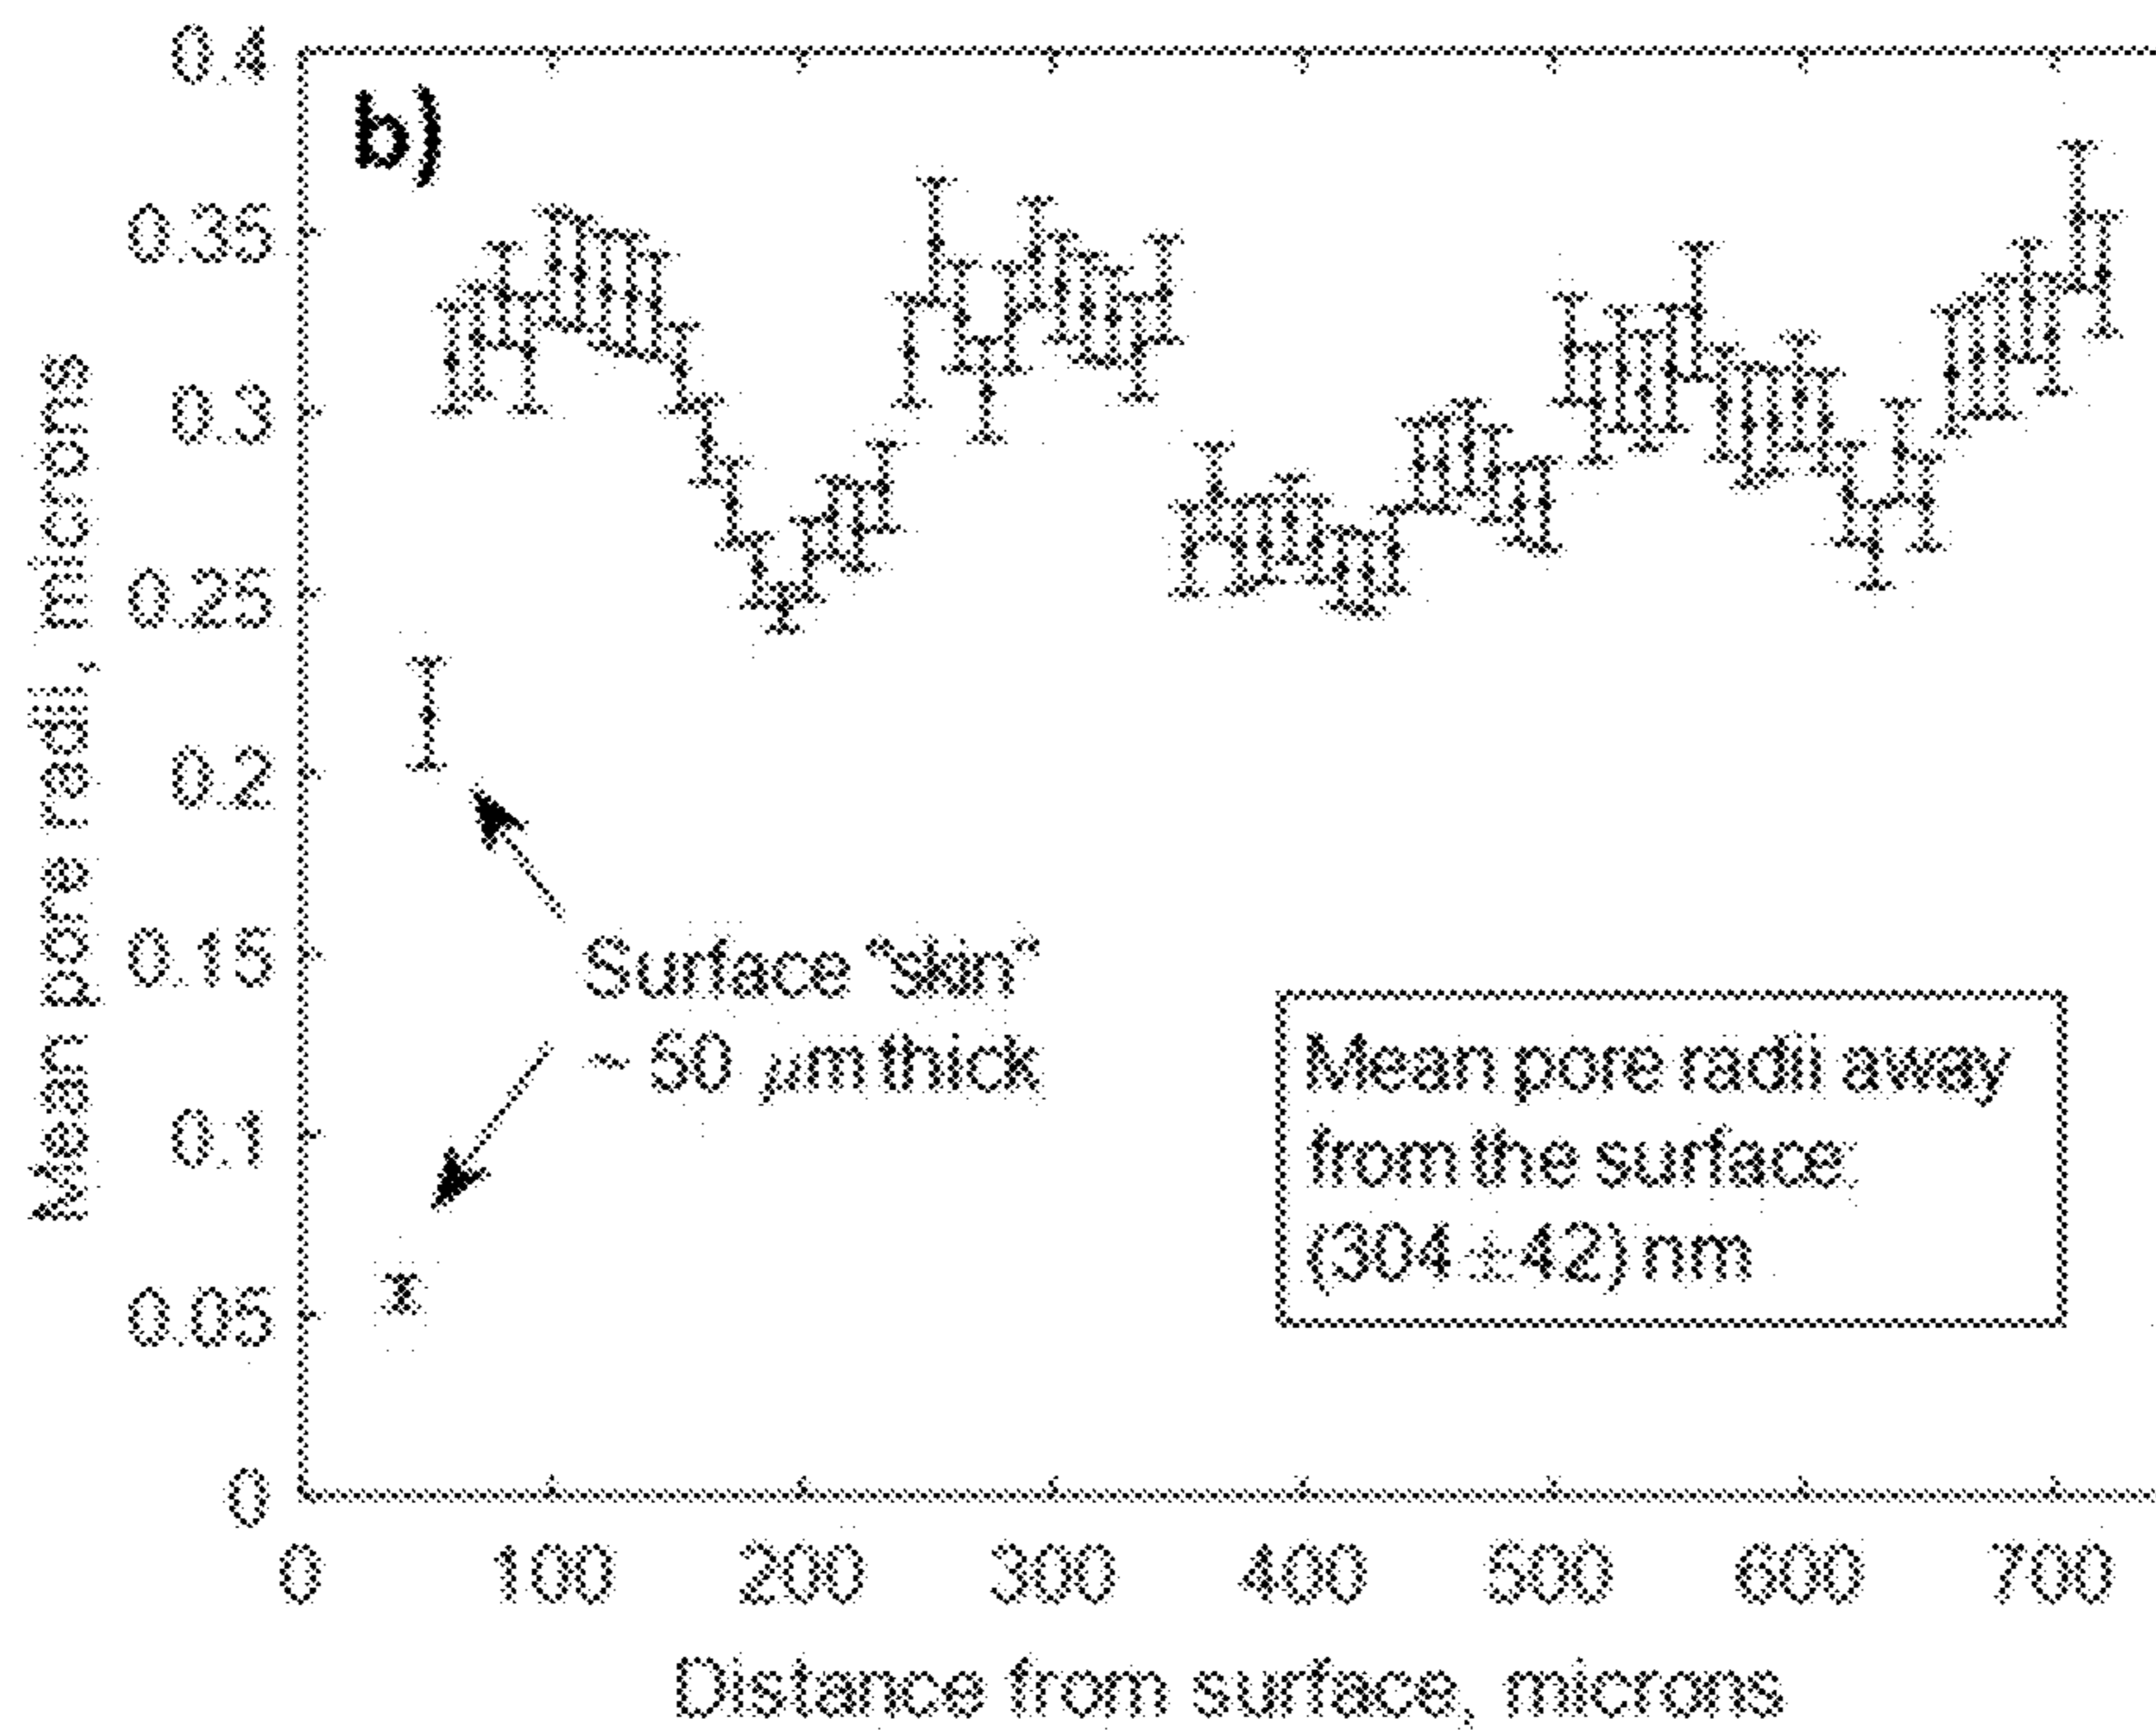 b)
0.4
0.35
0.3
0.25
0.2
0.15
0.1
0.05
0
Mean pore radii, microns
Surface "skin"
~ 50 μm thick
Mean pore radii away
from the surface
(304 ± 42) nm
0 100 200 300 400 500 600 700
Distance from surface, microns